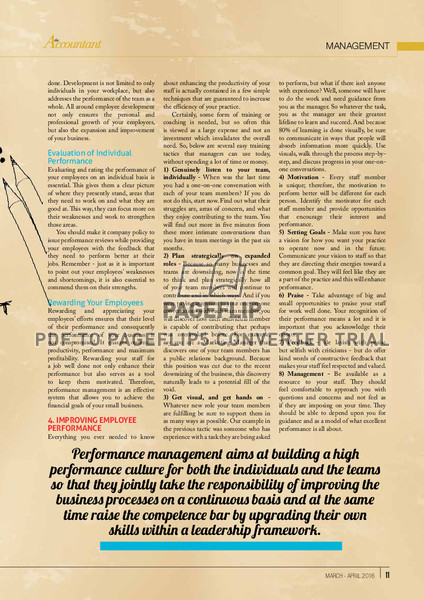 the
Accountant
MANAGEMENT
done. Development is not limited to only
individuals in your workplace, but also
addresses the performance of the team as a
whole. All around employee development
not only ensures the personal and
professional growth of your employees,
but also the expansion and improvement
of your business.
Evaluation of Individual
Performance
Evaluating and rating the performance of
your employees on an individual basis is
essential. This gives them a clear picture
of where they presently stand, areas that
they need to work on and what they are
good at. This way, they can focus more on
their weaknesses and work to strengthen
those areas.
You should make it company policy to
issue performance reviews while providing
your employees with the feedback that
they need to perform better at their
jobs. Remember - just as it is important
to point out your employees' weaknesses
and shortcomings, it is also essential to
commend them on their strengths.
Rewarding Your Employees
Rewarding and appreciating your
employees' efforts ensures that their level
of their performance and consequently
the performance of the business
is proportional to the maximum
productivity, performance and maximum
profitability. Rewarding your staff for
a job well done not only enhance their
performance but also serves as a tool
to keep them motivated. Therefore,
performance management is an effective
system that allows you to achieve the
financial goals of your small business.
4. IMPROVING EMPLOYEE
PERFORMANCE
Everything you ever needed to know
about enhancing the productivity of your
staff is actually contained in a few simple
techniques that are guaranteed to increase
the efficiency of your practice.
Certainly, some form of training or
coaching is needed, but so often this
is viewed as a large expense and not an
investment which invalidates the overall
need. So, below are several easy training
tactics that managers can use today,
without spending a lot of time or money.
1) Genuinely listen to your team,
individually - When was the last time
you had a one-on-one conversation with
each of your team members? If you do
not do this, start now. Find out what their
struggles are, areas of concern, and what
they enjoy contributing to the team. You
will find out more in five minutes from
these more intimate conversations than
you have in team meetings in the past six
months.
2) Plan strategically for expanded
roles - Because so many businesses and
are downsizing, now is the time
to think and plan strategically how all
of your team members can continue to
contribute And if you
you
will discover how each individual member
is capable of contributing that perhaps
discovers one of your team members has
a public relations background. Because
this position was cut due to the recent
downsizing of the business, this discovery
naturally leads to a potential fill of the
void.
3) Get visual, and get hands on -
Whatever new role your team members
are fulfilling be sure to support them in
as many ways as possible. Our example in
the previous tactic was someone who has
experience with a task they are being asked
to perform, but what if there isn't anyone
with experience? Well, someone will have
to do the work and need guidance from
you as the manager. So whatever the task,
you as the manager are their greatest
lifeline to learn and succeed. And because
80% of learning is done visually, be sure
to communicate in ways that people will
absorb information more quickly. Use
visuals, walk through the process step-by-
step, and discuss progress in your one-on-
one conversations.
4) Motivation - Every staff member
is unique; therefore, the motivation to
perform better will be different for each
person. Identify the motivator for each
staff member and provide opportunities
that encourage their interest and
performance.
5) Setting Goals - Make sure you have
a vision for how you want your practice
to operate now and in the future.
Communicate your vision to staff so that
they are directing their energies toward a
common goal. They will feel like they are
a part of the practice and this will enhance
performance.
6) Praise - Take advantage of big and
small opportunities to praise your staff
for work well done. Your recognition of
their performance means a lot and it is
important that you acknowledge their
7) Feedback -
but selfish with criticisms - but do offer
kind words of constructive feedback that
makes your staff feel respected and valued.
8) Management - Be available as a
resource to your staff. They should
feel comfortable to approach you with
questions and concerns and not feel as
if they are imposing on your time. They
should be able to depend upon you for
guidance and as a model of what excellent
performance is all about.
PAGEFLIP
PDF TO PAGEFLIPS CONVERTER TRIAL
Performance management aims at building a high
performance culture for both the individuals and the teams
so that they jointly take the responsibility of improving the
business processes on a continuous basis and at the same
time raise the competence bar by upgrading their own
skills within a leadership framework.
MARCH - APRIL 2016 11